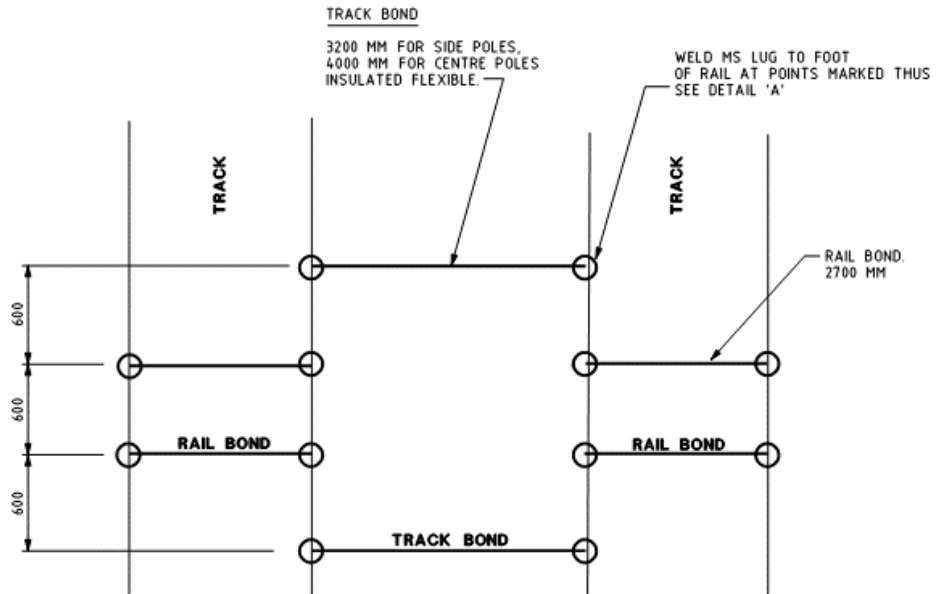 TRACK BOND
3200 MM FOR SIDE POLES,
4000 MM FOR CENTRE POLES
INSULATED FLEXIBLE.
WELD MS LUG TO FOOT
OF RAIL AT POINTS MARKED THUS
SEE DETAIL 'A'
TRACK
TRACK
RAIL BOND.
2700 MM
600
600
RAIL BOND
RAIL BOND
600
TRACK BOND